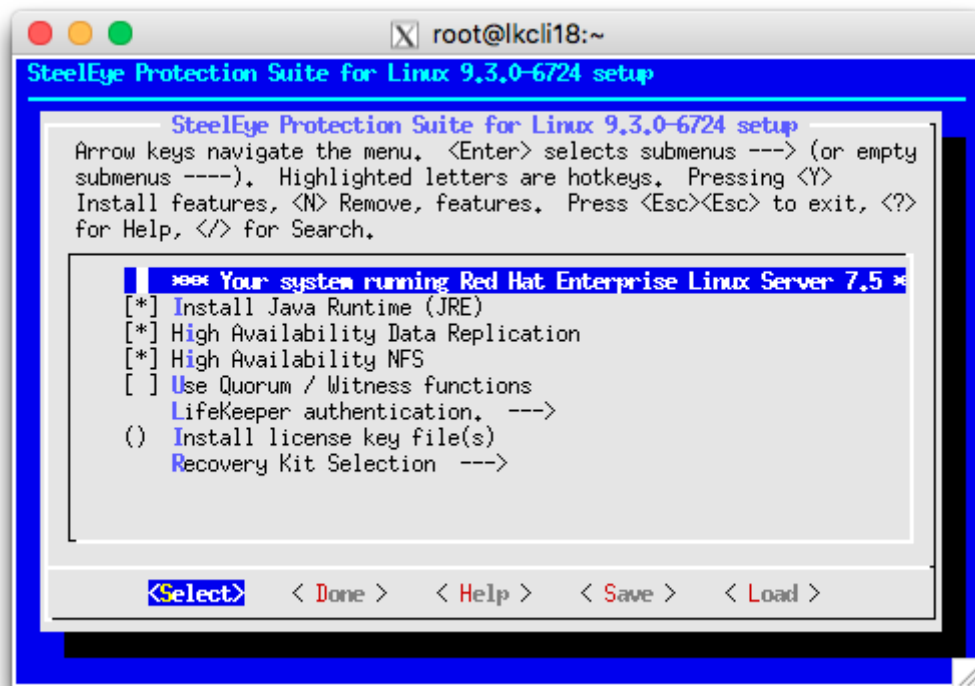 root@lkcli18:~
SteelEye Protection Suite for Linux 9.3.0-6724 setup
SteelEye Protection Suite for Linux 9.3.0-6724 setup
Arrow keys navigate the menu. <Enter> selects submenus ---> (or empty
submenus ----). Highlighted letters are hotkeys. Pressing <Y>
Install features, <N> Remove, features. Press <Esc><Esc> to exit, <?>
for Help, </> for Search.
*** Your system running Red Hat Enterprise Linux Server 7.5 *
[*] Install Java Runtime (JRE)
[*] High Availability Data Replication
[*] High Availability NFS
[ ] Use Quorum / Witness functions
LifeKeeper authentication. --->
() Install license key file(s)
Recovery Kit Selection --->
<Select> < Done > < Help > < Save > < Load >